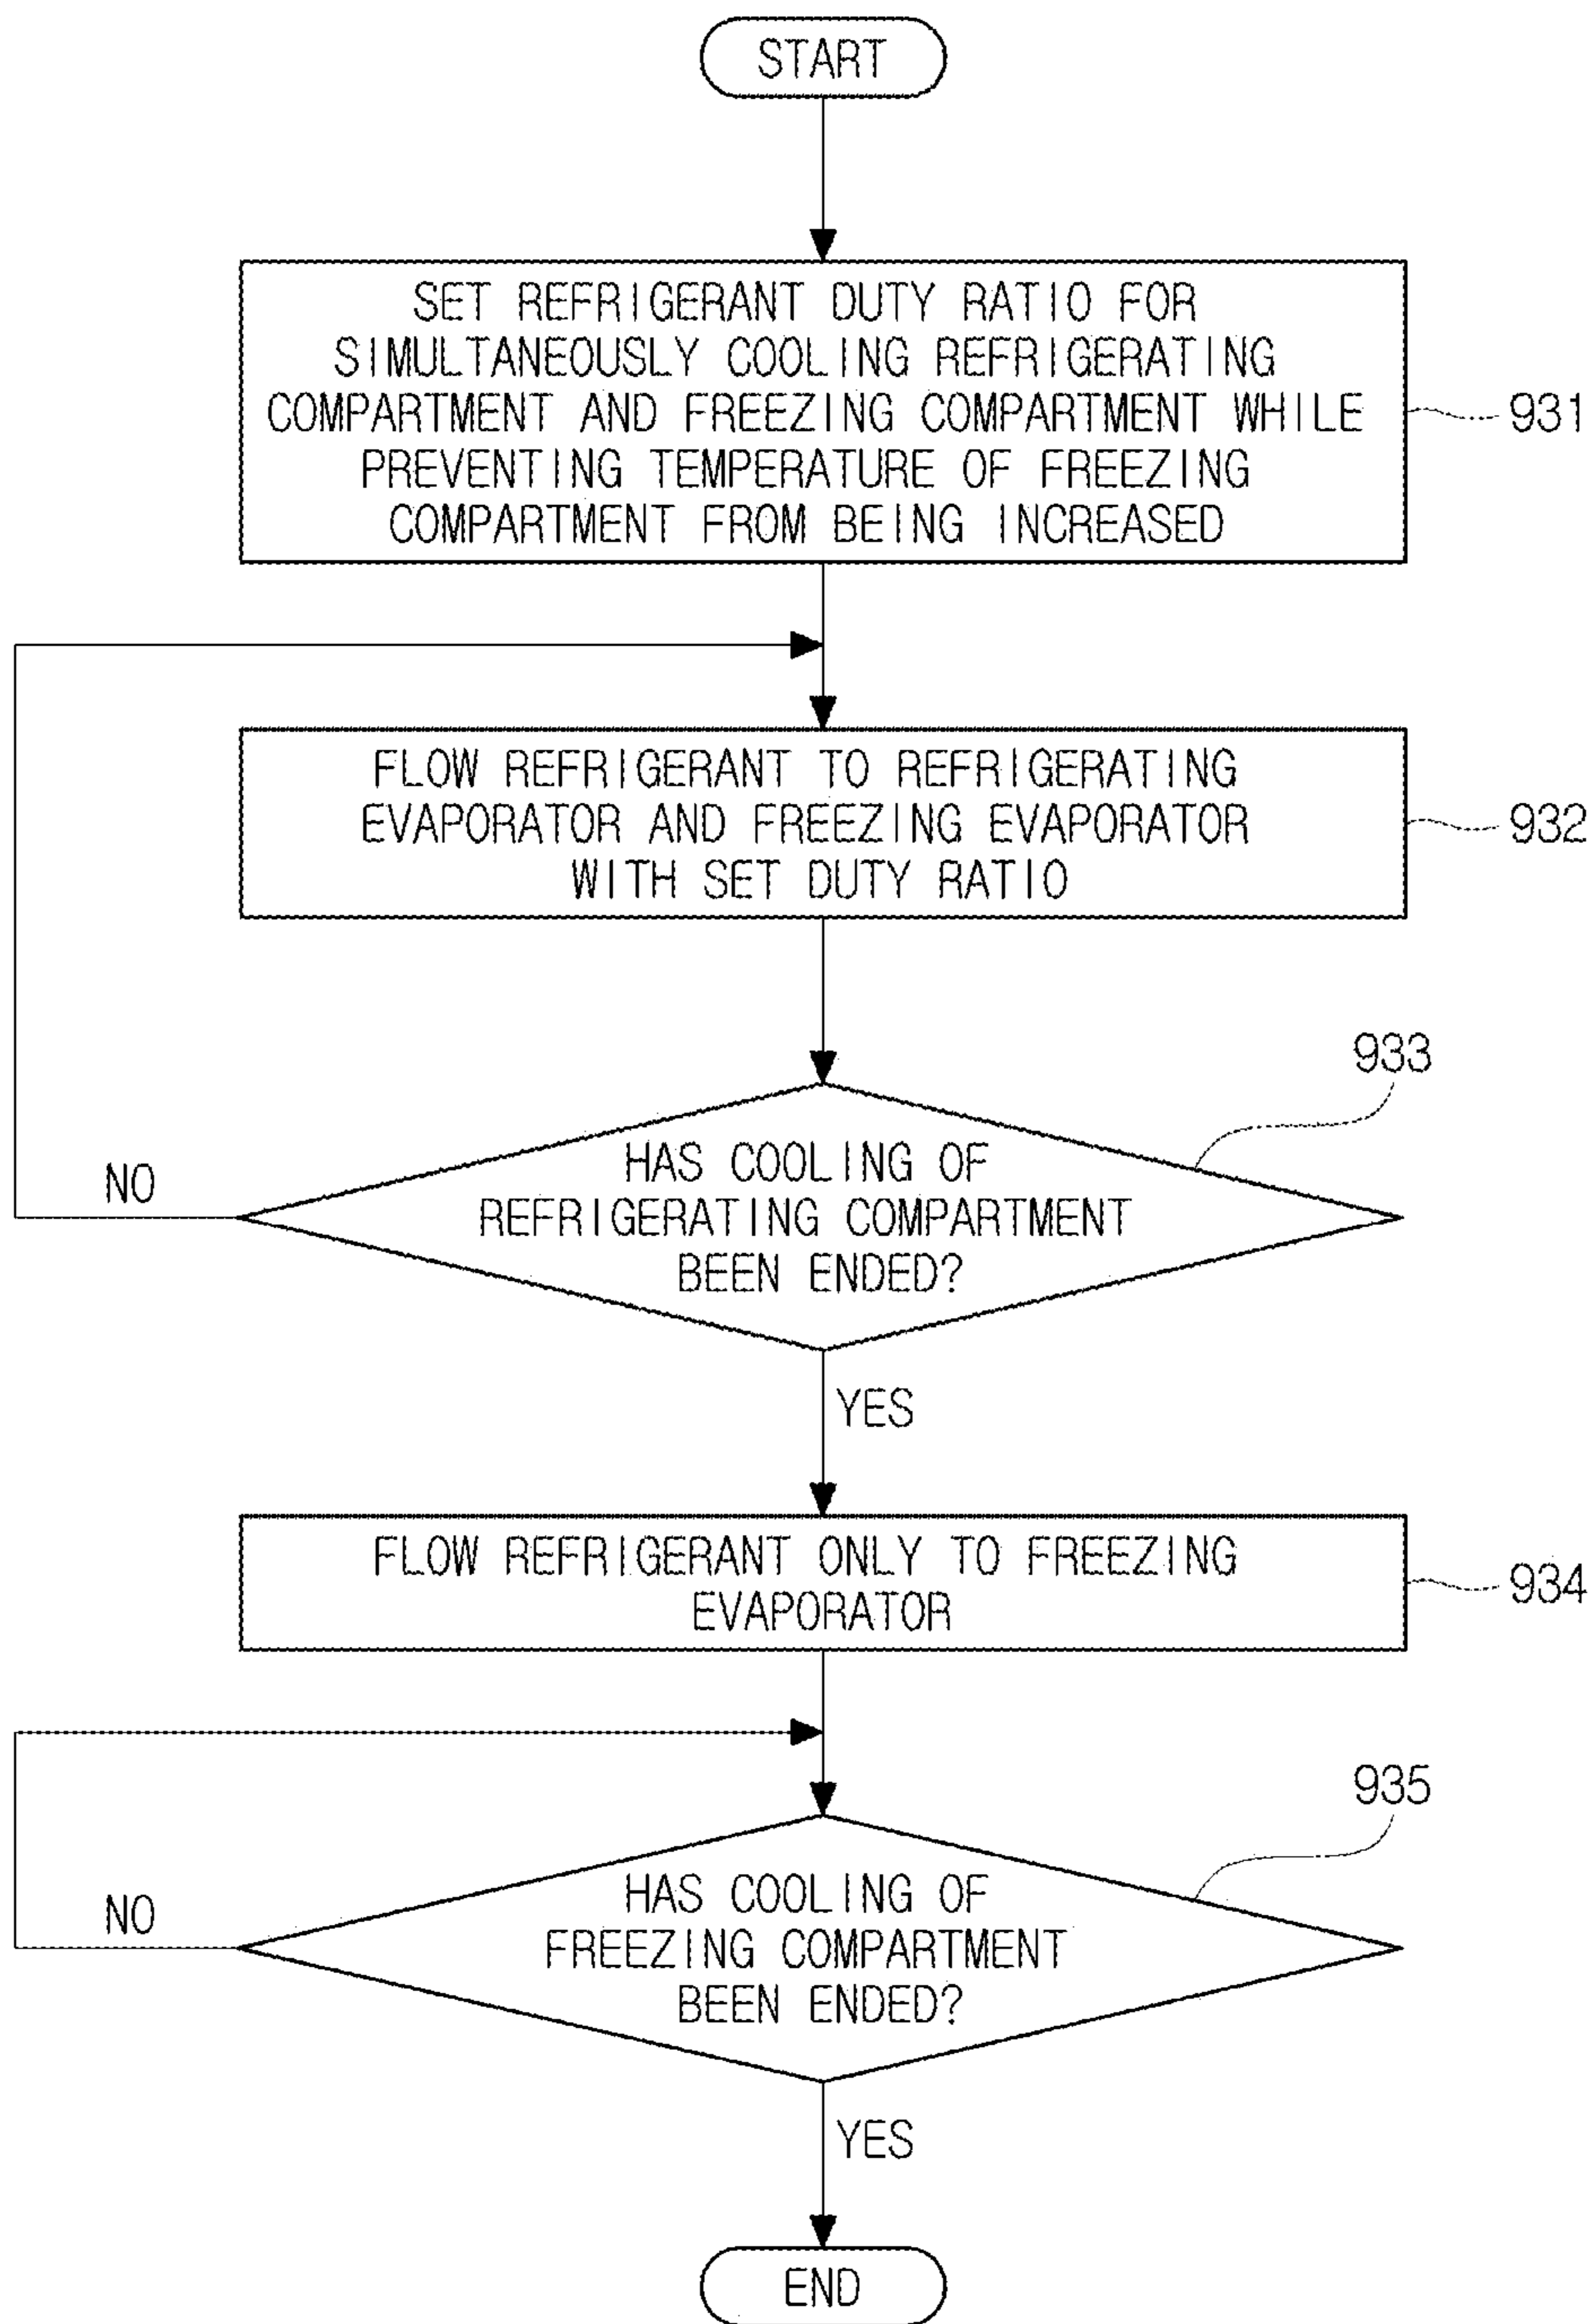 START
SET REFRIGERANT DUTY RATIO FOR
SIMULTANEOUSLY COOLING REFRIGERATING
COMPARTMENT AND FREEZING COMPARTMENT WHILE
PREVENTING TEMPERATURE OF FREEZING
COMPARTMENT FROM BEING INCREASED
931
FLOW REFRIGERANT TO REFRIGERATING
EVAPORATOR AND FREEZING EVAPORATOR
WITH SET DUTY RATIO
932
933
HAS COOLING OF
REFRIGERATING COMPARTMENT
BEEN ENDED?
NO
YES
FLOW REFRIGERANT ONLY TO FREEZING
EVAPORATOR
934
935
HAS COOLING OF
FREEZING COMPARTMENT
BEEN ENDED?
NO
YES
END